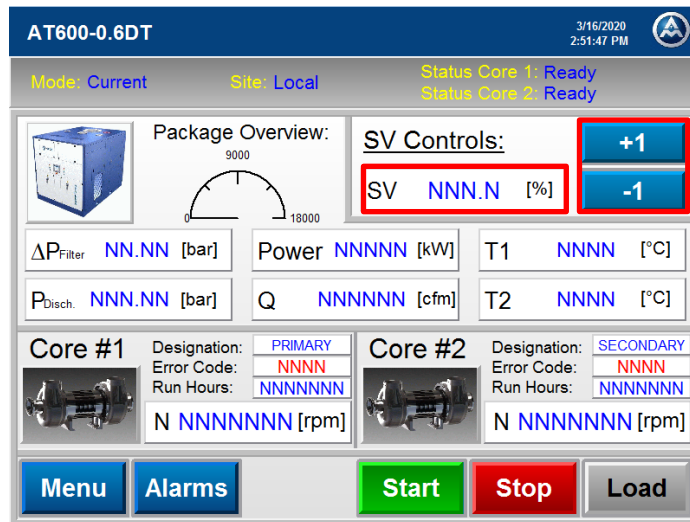 AT600-0.6DT
3/16/2020
2:51:47 PM
Mode: Current Site: Local
Status Core 1: Ready
Status Core 2: Ready
Package Overview:
9000
0 18000
SV Controls:
SV NNN.N [%]
+1
-1
ΔPFilter NN.NN [bar]
Power NNNNN [kW]
T1 NNNN [°C]
PDisch. NNN.NN [bar]
Q NNNNNN [cfm]
T2 NNNN [°C]
Core #1
Designation: PRIMARY
Error Code: NNNN
Run Hours: NNNNNNN
N NNNNNNN [rpm]
Core #2
Designation: SECONDARY
Error Code: NNNN
Run Hours: NNNNNNN
N NNNNNNN [rpm]
Menu Alarms Start Stop Load